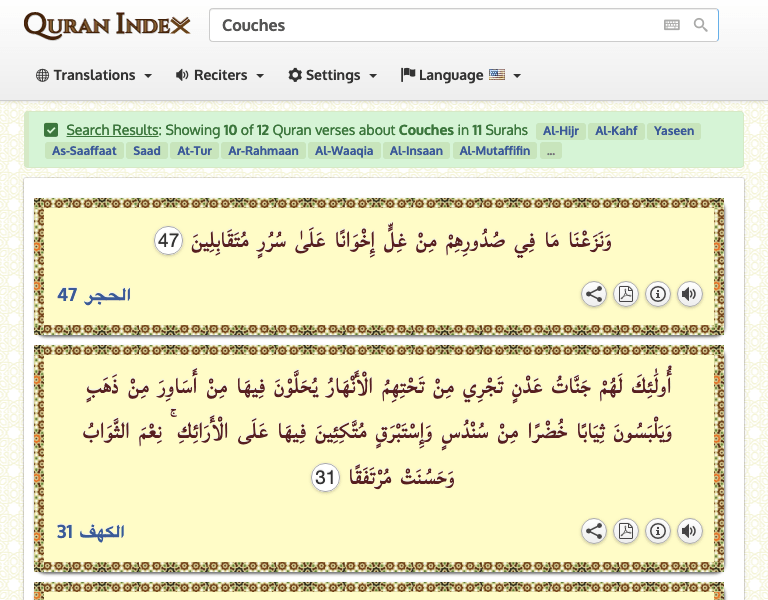 QURAN INDEX
Couches
Translations Reciters Settings Language
Search Results: Showing 10 of 12 Quran verses about Couches in 11 Surahs Al-Hijr Al-Kahf Yaseen
As-Saaffaat Saad At-Tur Ar-Rahmaan Al-Waaqia Al-Insaan Al-Mutaffifin ...
وَنَزَعْنَا مَا فِي صُدُورِهِمْ مِنْ غِلٍّ إِخْوَانًا عَلَىٰ سُرُرٍ مُتَقَابِلِينَ 47
الحجر 47
أُولَٰئِكَ لَهُمْ جَنَّاتُ عَدْنٍ تَجْرِي مِنْ تَحْتِهِمُ الْأَنْهَارُ يُحَلَّوْنَ فِيهَا مِنْ أَسَاوِرَ مِنْ ذَهَبٍ
وَيَلْبَسُونَ ثِيَابًا خُضْرًا مِنْ سُنْدُسٍ وَإِسْتَبْرَقٍ مُتَّكِئِينَ فِيهَا عَلَى الْأَرَائِكِ ۚ نِعْمَ الثَّوَابُ
وَحَسُنَتْ مُرْتَفَقًا 31
الكهف 31